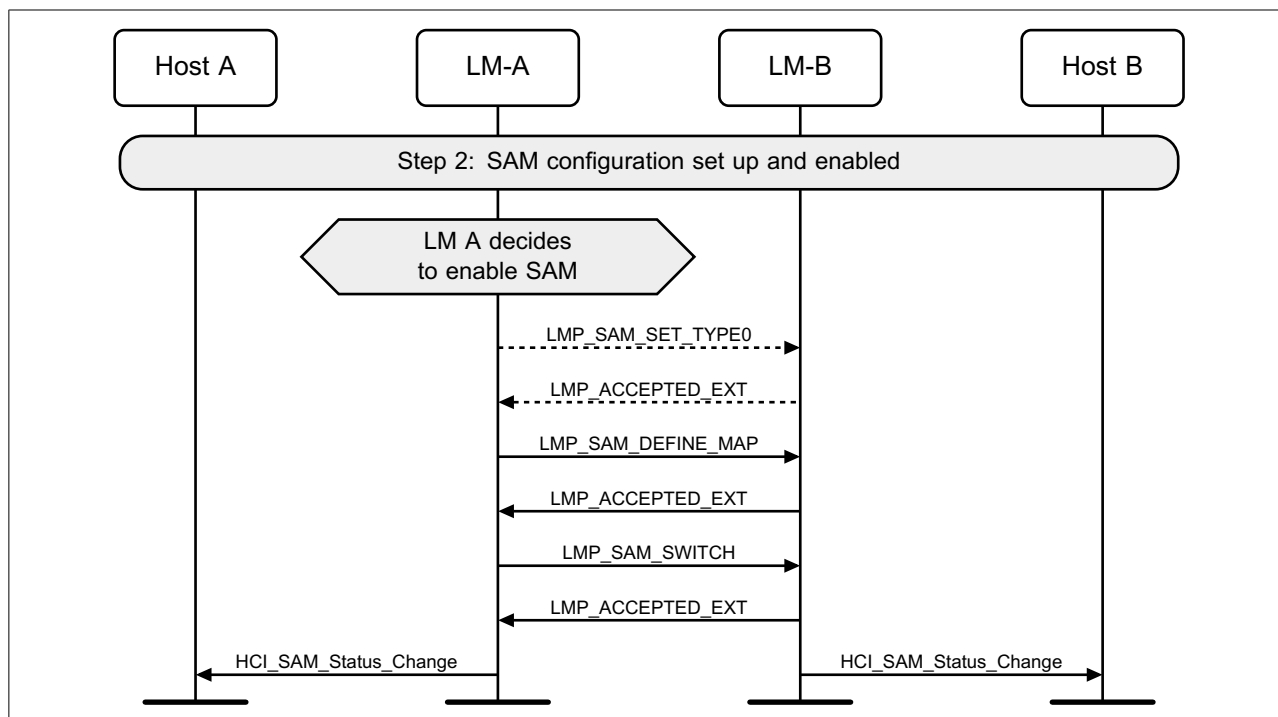 Host A
LM-A
LM-B
Host B
Step 2: SAM configuration set up and enabled
LM A decides
to enable SAM
LMP_SAM_SET_TYPE0
LMP_ACCEPTED_EXT
LMP_SAM_DEFINE_MAP
LMP_ACCEPTED_EXT
LMP_SAM_SWITCH
LMP_ACCEPTED_EXT
HCI_SAM_Status_Change
HCI_SAM_Status_Change